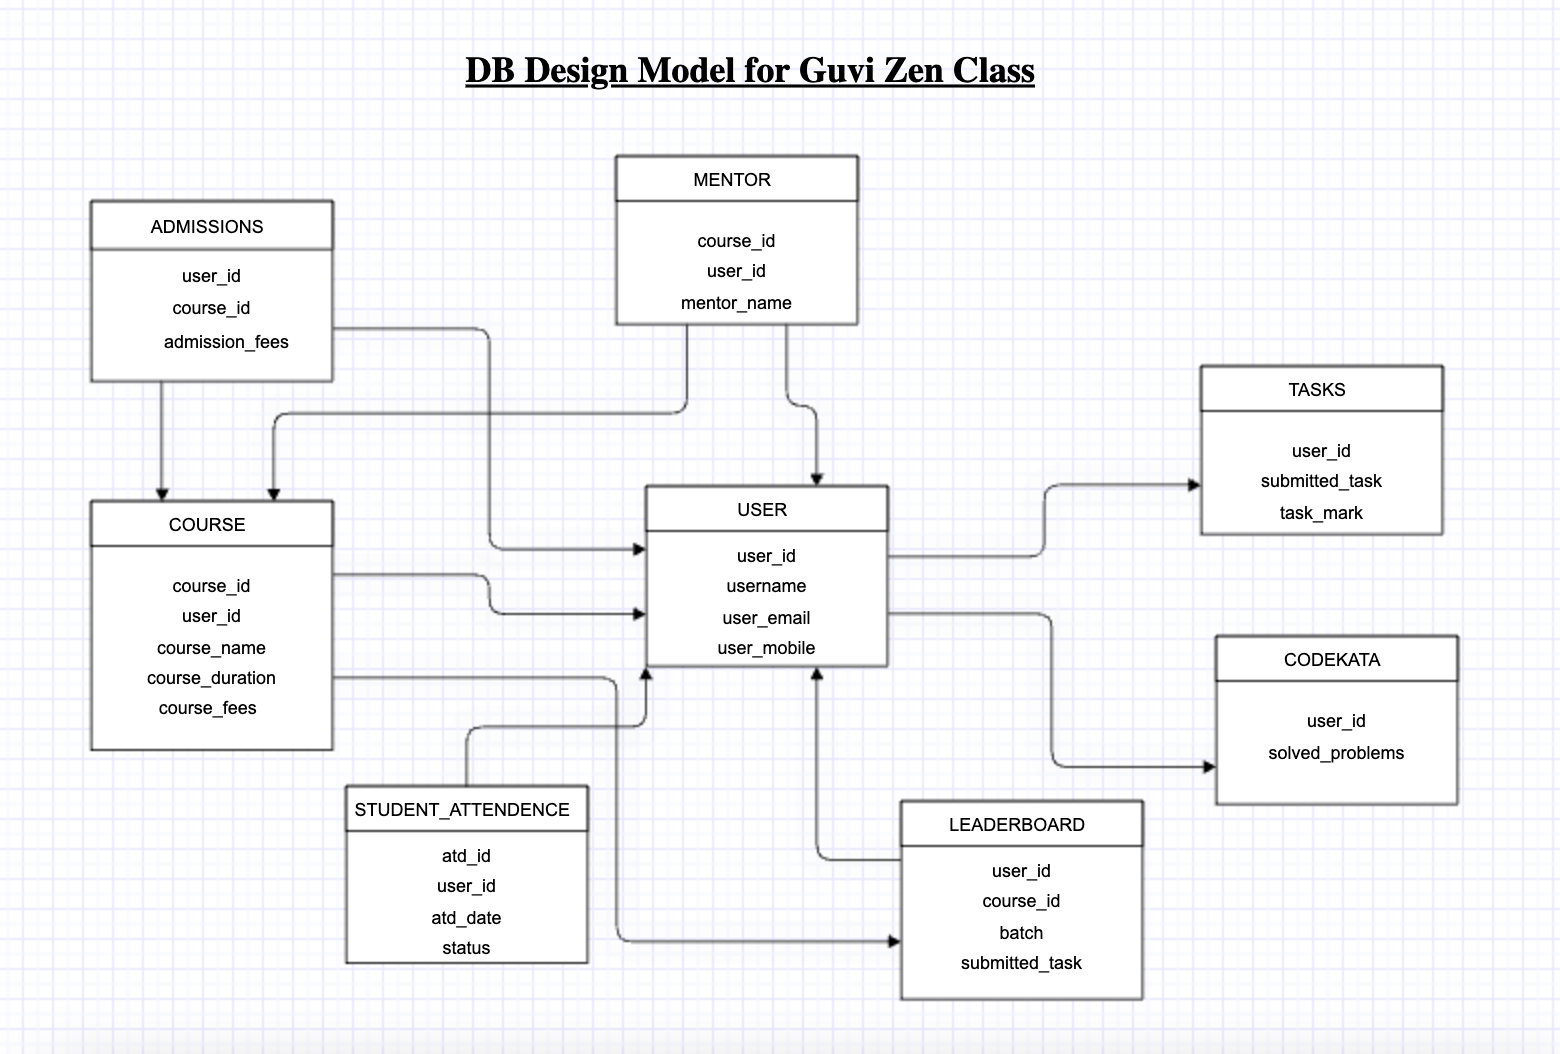 DB Design Model for Guvi Zen Class
MENTOR
course_id
user_id
mentor_name
ADMISSIONS
user_id
course_id
admission_fees
TASKS
user_id
submitted_task
task_mark
COURSE
course_id
user_id
course_name
course_duration
course_fees
USER
user_id
username
user_email
user_mobile
CODEKATA
user_id
solved_problems
STUDENT_ATTENDENCE
atd_id
user_id
atd_date
status
LEADERBOARD
user_id
course_id
batch
submitted_task